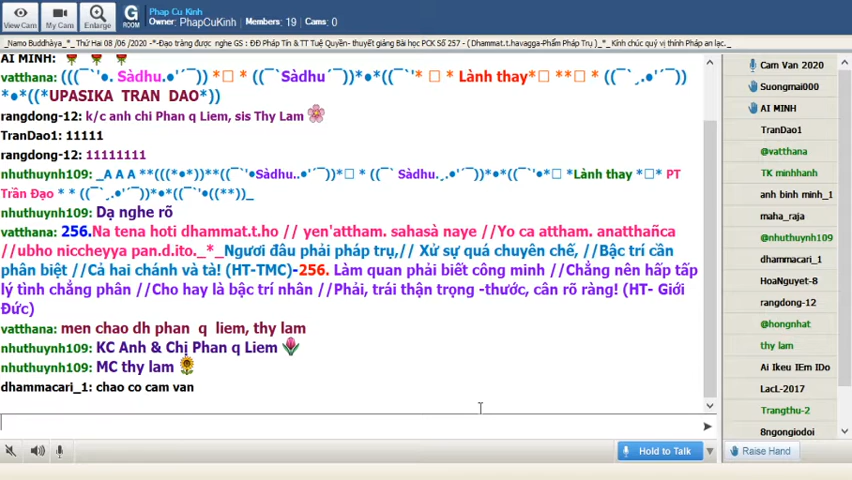 View Cam
My Cam
Enlarge
G
ROOM
Phap Cu Kinh
Owner: PhapCuKinh Members: 19 Cams: 0
_Namo Buddhàya_*_ Thứ Hai 08 /06 /2020 -*-Đạo tràng được nghe GS : ĐĐ Pháp Tín & TT Tuệ Quyền- thuyết giảng Bài học PCK Số 257 - ( Dhammat.t.havagga-Phẩm Pháp Trụ )_*_ Kính chúc quý vị thính Pháp an lạc._
AI MINH:
vatthana: (((¯`'•. Sàdhu.•'´¯)) *□ * ((¯`Sàdhu´¯))*•*((¯`'* □ * Lành thay*□ **□ * ((¯`¸.•'´¯))
*•*((*UPASIKA TRAN DAO*))
rangdong-12: k/c anh chi Phan q Liem, sis Thy Lam
TranDao1: 11111
rangdong-12: 11111111
nhuthuynh109: _A A A **(((•*))**((¯`'•Sàdhu..•'´¯))*□ * ((¯` Sàdhu.¸.•'´¯))*•*((¯`'•*□ *Lành thay *□* PT
Trần Đạo * * ((¯`¸.•'´¯))*•*((¯`'•((**))_
nhuthuynh109: Dạ nghe rõ
vatthana: 256.Na tena hoti dhammat.t.ho // yen'attham. sahasà naye //Yo ca attham. anatthañca
//ubho niccheyya pan.d.ito._*_Ngươi đâu phải pháp trụ,// Xử sự quá chuyên chế, //Bậc trí cần
phân biệt //Cả hai chánh và tà! (HT-TMC)-256. Làm quan phải biết công minh //Chẳng nên hấp tấp
lý tình chẳng phân //Cho hay là bậc trí nhân //Phải, trái thận trọng -thước, cân rõ ràng! (HT- Giới
Đức)
vatthana: men chao dh phan q liem, thy lam
nhuthuynh109: KC Anh & Chị Phan q Liem
nhuthuynh109: MC thy lam
dhammacari_1: chao co cam van
Hold to Talk
Cam Van 2020
Suongmai000
AI MINH
TranDao1
@vatthana
TK minhhanh
anh binh minh_1
maha_raja
@nhuthuynh109
dhammacari_1
HoaNguyet-8
rangdong-12
@hongnhat
thy lam
Ai Ikeu IEm IDo
LacL-2017
Trangthu-2
8ngongioidoi
Raise Hand